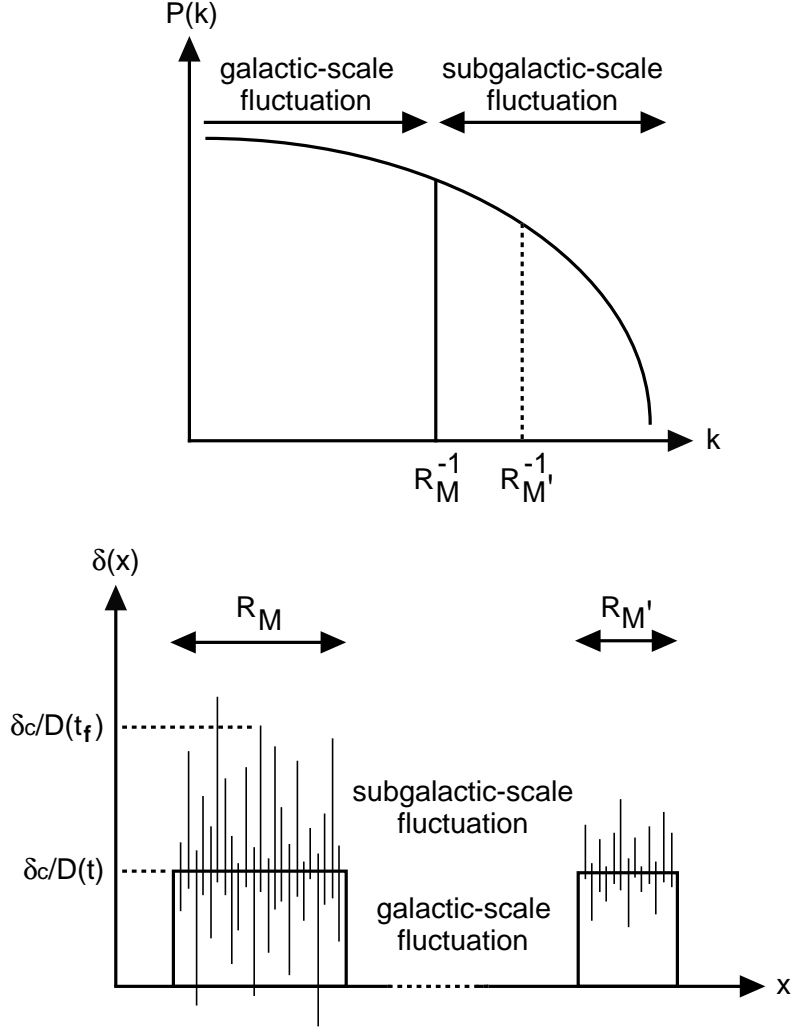 P(k)
galactic-scale
fluctuation
subgalactic-scale
fluctuation
k
R_M^-1
R_M'^-1
δ(x)
R_M
R_M'
δc/D(t_f)
subgalactic-scale
fluctuation
δc/D(t)
galactic-scale
fluctuation
x